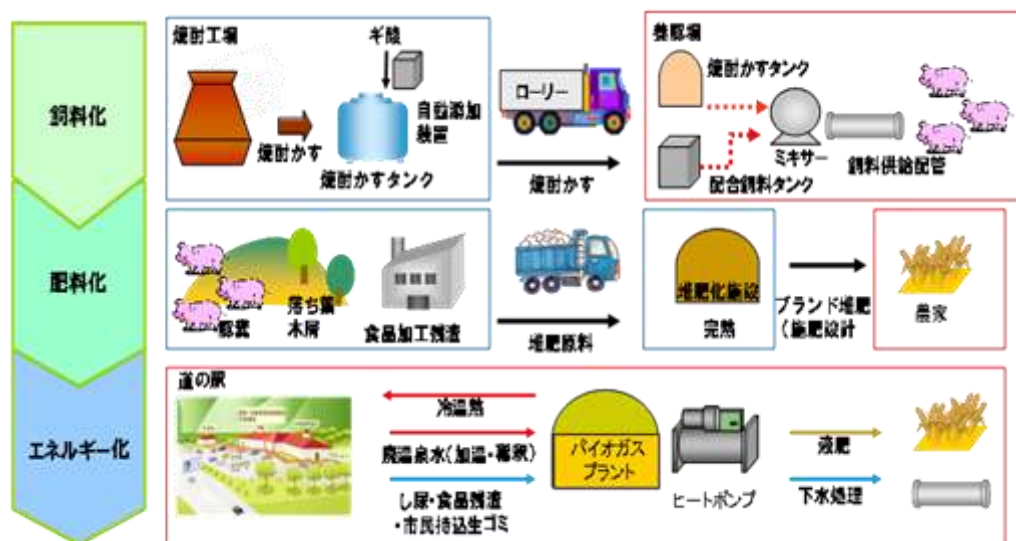 飼料化
焼酎工場
ギ酸
焼酎かす
自動添加
装置
焼酎かすタンク
ローリー
焼酎かす
養豚場
焼酎かすタンク
配合飼料タンク
ミキサー
飼料供給配管
肥料化
豚糞
落ち葉
木屑
食品加工残渣
堆肥原料
堆肥化施設
完熟
ブランド堆肥
(施肥設計
農家
エネルギー化
道の駅
冷温熱
廃温泉水(加温・希釈)
し尿・食品残渣
・市民持込生ゴミ
バイオガス
プラント
ヒートポンプ
液肥
下水処理